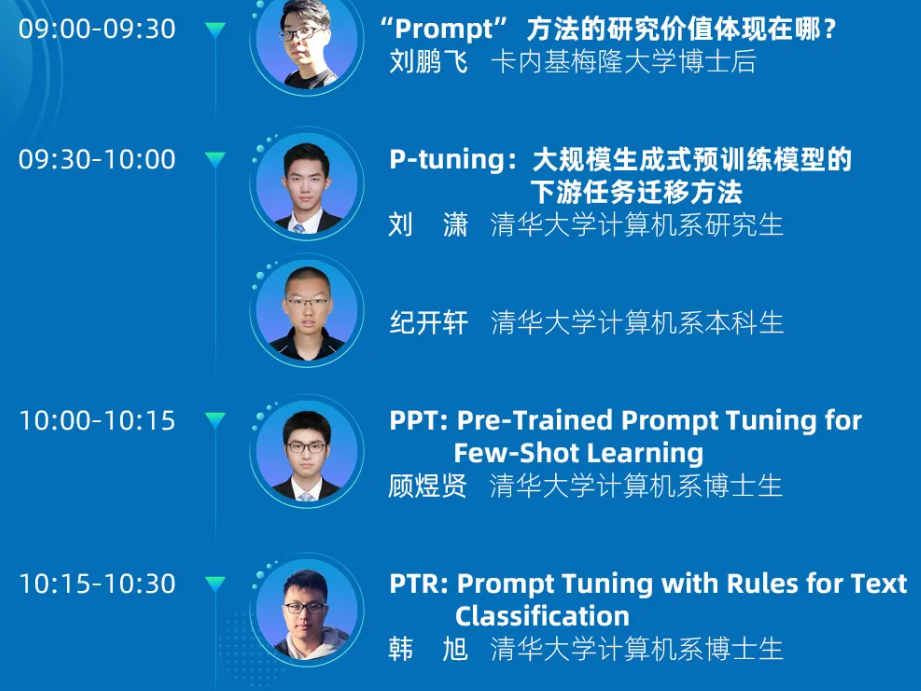 09:00-09:30
“Prompt” 方法的研究价值体现在哪？
刘鹏飞 卡内基梅隆大学博士后
09:30-10:00
P-tuning：大规模生成式预训练模型的
下游任务迁移方法
刘 潇 清华大学计算机系研究生
纪开轩 清华大学计算机系本科生
10:00-10:15
PPT: Pre-Trained Prompt Tuning for
Few-Shot Learning
顾煜贤 清华大学计算机系博士生
10:15-10:30
PTR: Prompt Tuning with Rules for Text
Classification
韩 旭 清华大学计算机系博士生